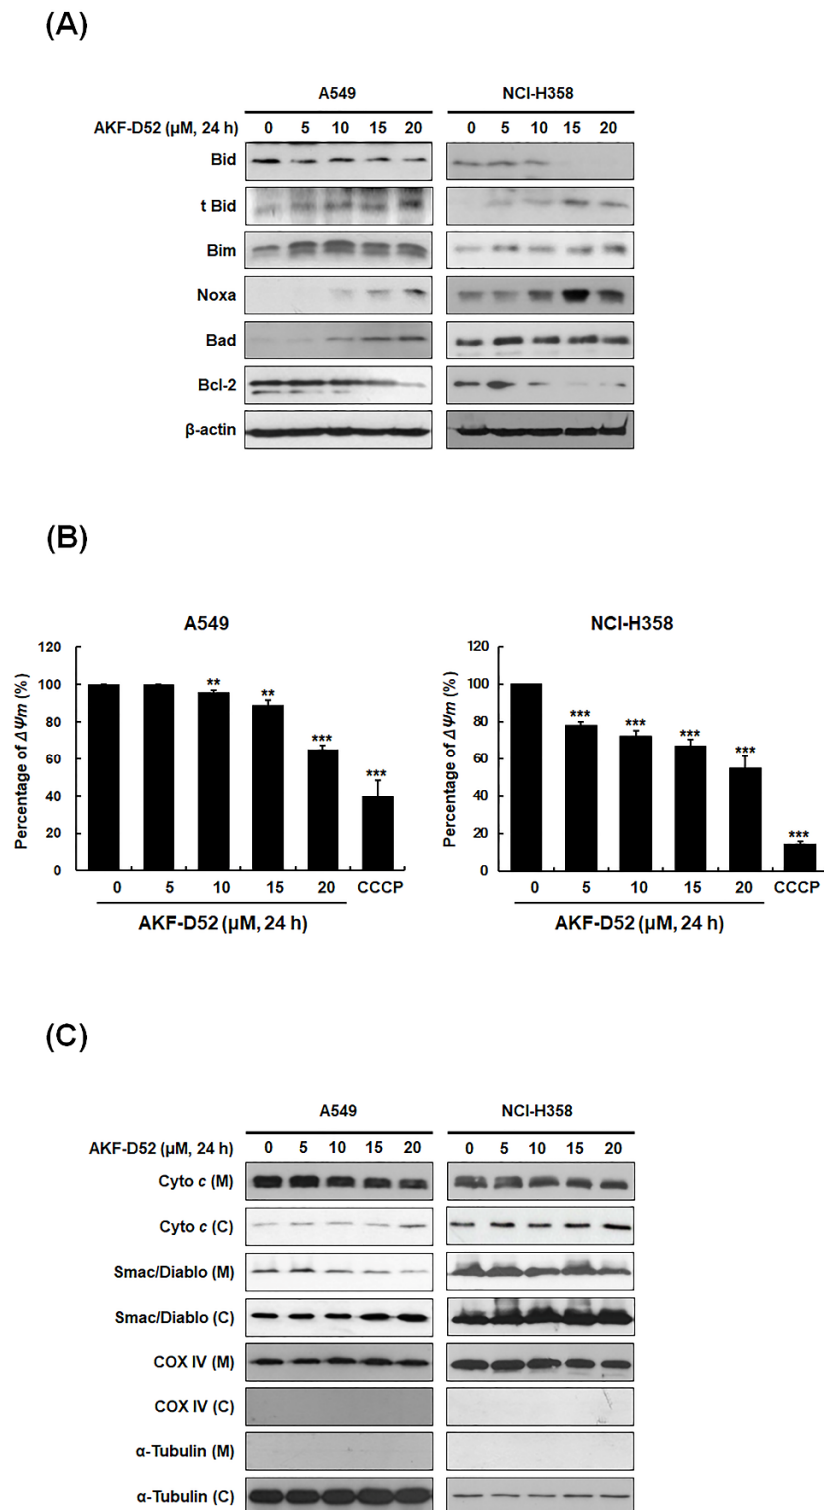 (A)
A549 NCI-H358
AKF-D52 (μM, 24 h) 0 5 10 15 20 0 5 10 15 20
Bid
t Bid
Bim
Noxa
Bad
Bcl-2
β-actin
(B)
A549
Percentage of ΔΨm (%)
120
100
80
60
40
20
0
** ** *** ***
0 5 10 15 20 CCCP
AKF-D52 (μM, 24 h)
NCI-H358
Percentage of ΔΨm (%)
120
100
80
60
40
20
0
*** *** *** *** ***
0 5 10 15 20 CCCP
AKF-D52 (μM, 24 h)
(C)
A549 NCI-H358
AKF-D52 (μM, 24 h) 0 5 10 15 20 0 5 10 15 20
Cyto c (M)
Cyto c (C)
Smac/Diablo (M)
Smac/Diablo (C)
COX IV (M)
COX IV (C)
α-Tubulin (M)
α-Tubulin (C)